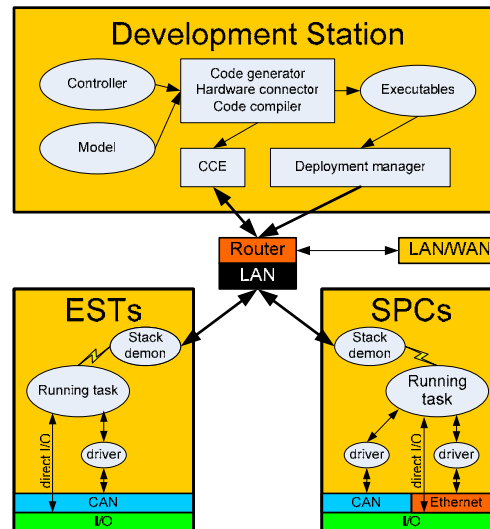 Development Station
Controller
Code generator
Hardware connector
Code compiler
Executables
Model
CCE
Deployment manager
Router
LAN
LAN/WAN
ESTs
Stack
demon
Running task
direct I/O
driver
CAN
I/O
SPCs
Stack
demon
Running
task
driver
direct I/O
driver
CAN
Ethernet
I/O